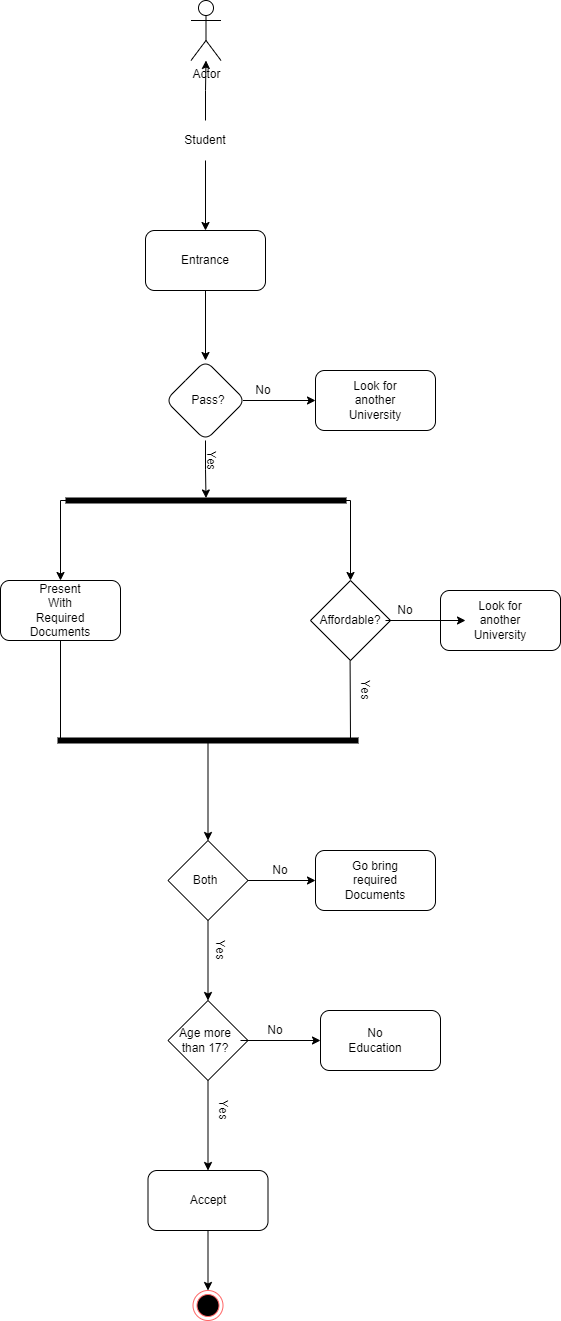 Actor
Student
Entrance
Pass?
No
Look for
another
University
Yes
Present
With
Required
Documents
Affordable?
No
Look for
another
University
Yes
Both
No
Go bring
required
Documents
Yes
Age more
than 17?
No
No
Education
Yes
Accept